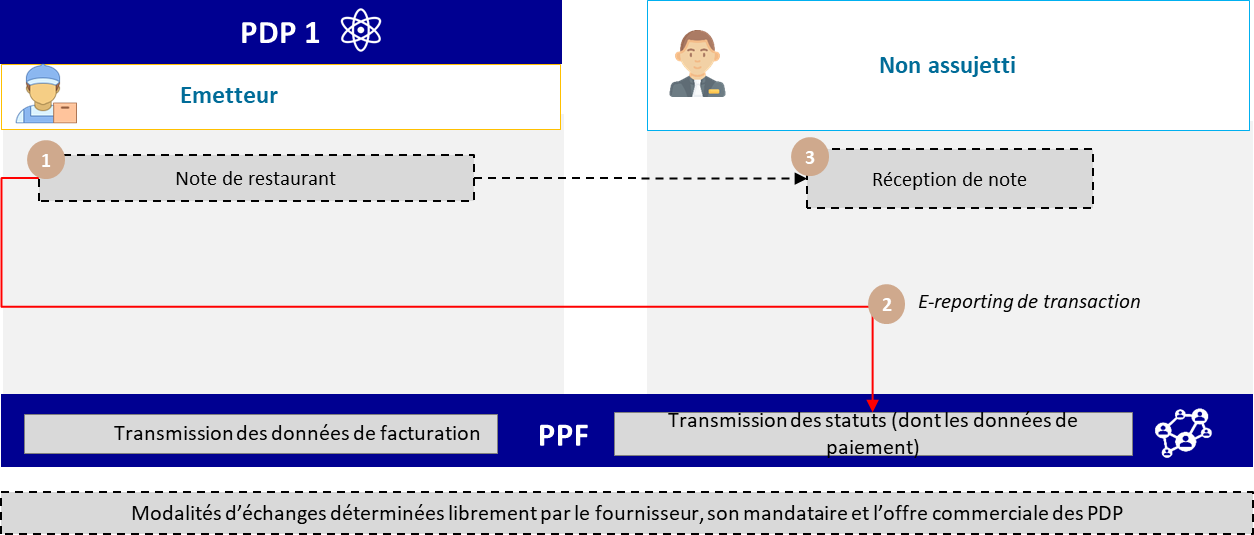 PDP 1
Emetteur
Non assujetti
1
Note de restaurant
3
Réception de note
2
E-reporting de transaction
Transmission des données de facturation
PPF
Transmission des statuts (dont les données de
paiement)
Modalités d’échanges déterminées librement par le fournisseur, son mandataire et l’offre commerciale des PDP